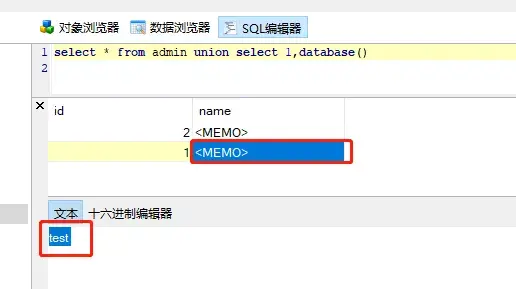 对象浏览器 数据浏览器 SQL编辑器
1 select * from admin union select 1,database()
2
id name
2 <MEMO>
1 <MEMO>
文本 十六进制编辑器
test